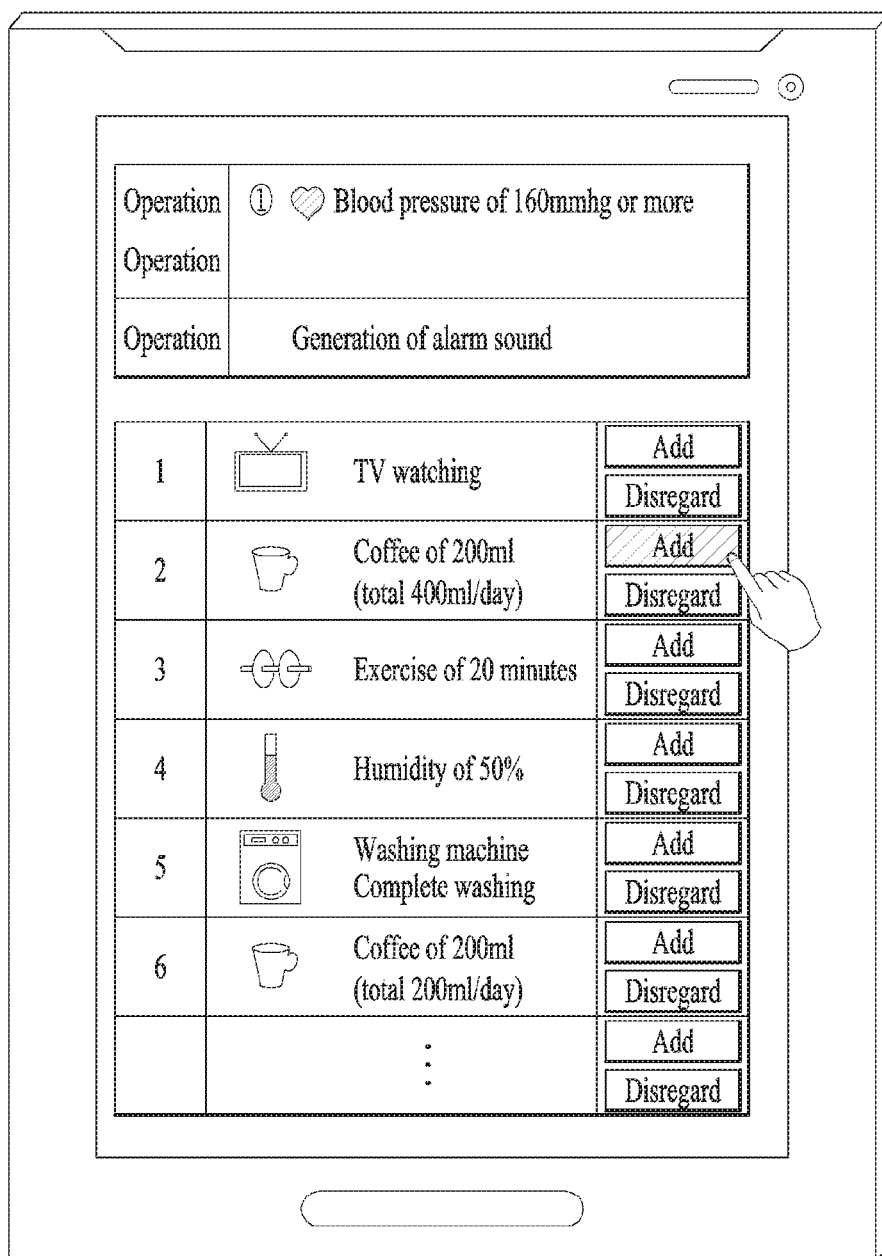 Operation ① Blood pressure of 160mmhg or more
Operation
Operation Generation of alarm sound
1 TV watching Add
Disregard
2 Coffee of 200ml Add
(total 400ml/day) Disregard
3 Exercise of 20 minutes Add
Disregard
4 Humidity of 50% Add
Disregard
5 Washing machine Add
Complete washing Disregard
6 Coffee of 200ml Add
(total 200ml/day) Disregard
Add
Disregard